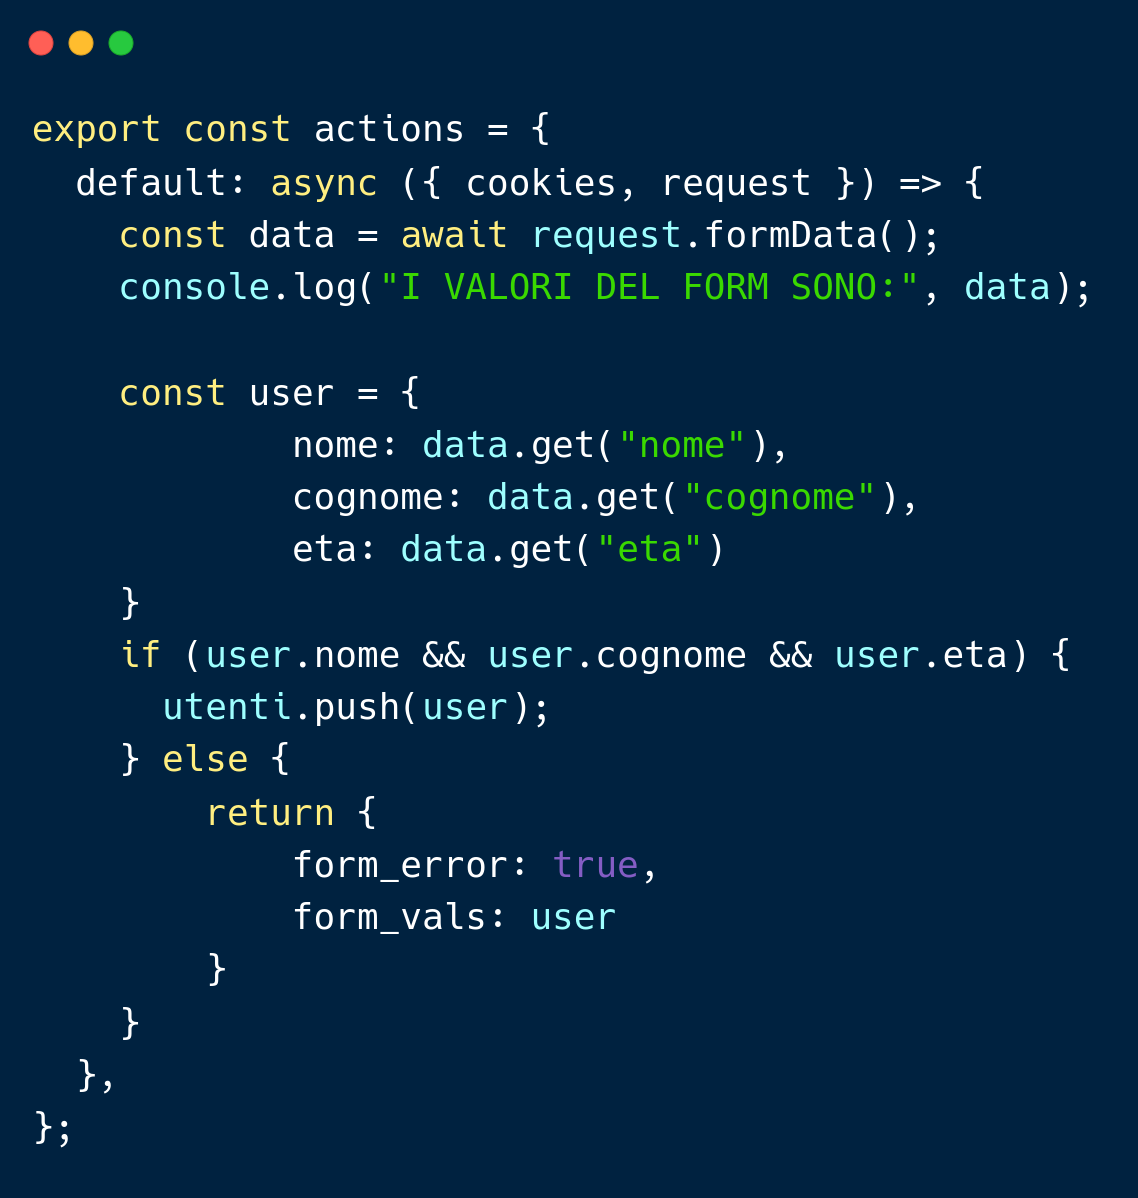 export const actions = {
  default: async ({ cookies, request }) => {
    const data = await request.formData();
    console.log("I VALORI DEL FORM SONO:", data);

    const user = {
            nome: data.get("nome"),
            cognome: data.get("cognome"),
            eta: data.get("eta")
    }
    if (user.nome && user.cognome && user.eta) {
      utenti.push(user);
    } else {
        return {
            form_error: true,
            form_vals: user
        }
    }
  },
};